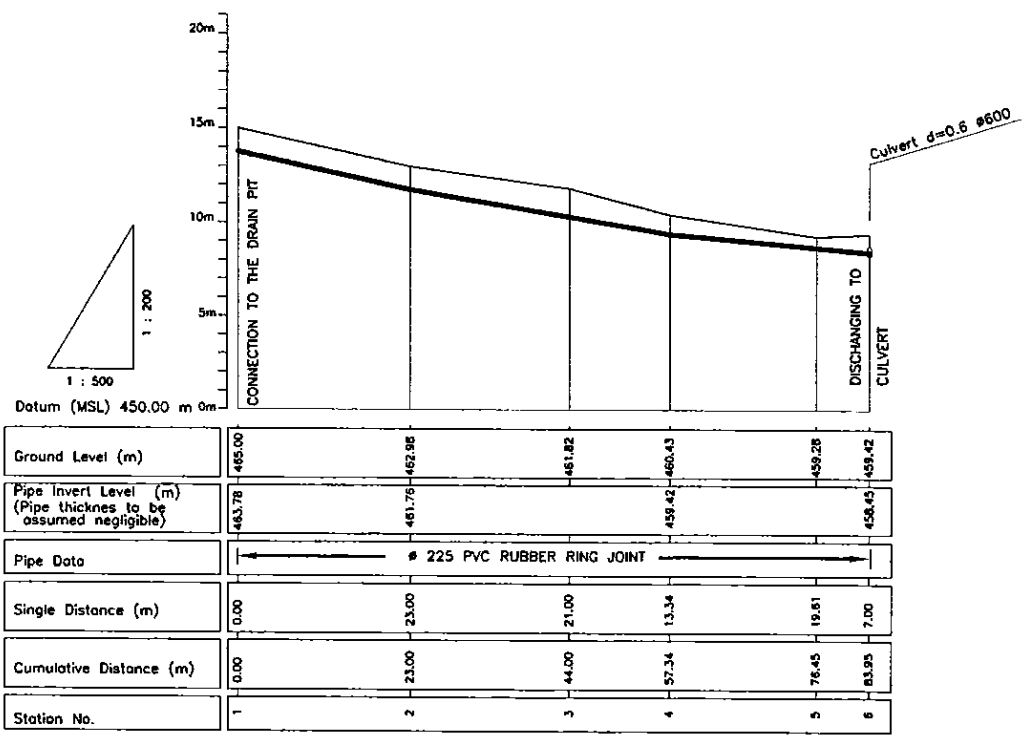 20m
15m
10m
5m
0m
Culvert d=0.6 ø600
CONNECTION TO THE DRAIN PIT
DISCHANGING TO
CULVERT
1 : 200
1 : 500
Datum (MSL) 450.00 m
Ground Level (m) 465.00 462.98 461.82 460.43 459.28 459.42
Pipe Invert Level (m)
(Pipe thicknes to be
assumed negligible)
463.78 461.76 459.42 458.45
Pipe Data ø 225 PVC RUBBER RING JOINT
Single Distance (m) 0.00 23.00 21.00 13.34 19.61 7.00
Cumulative Distance (m) 0.00 23.00 44.00 57.34 76.45 83.95
Station No. 1 2 3 4 5 6